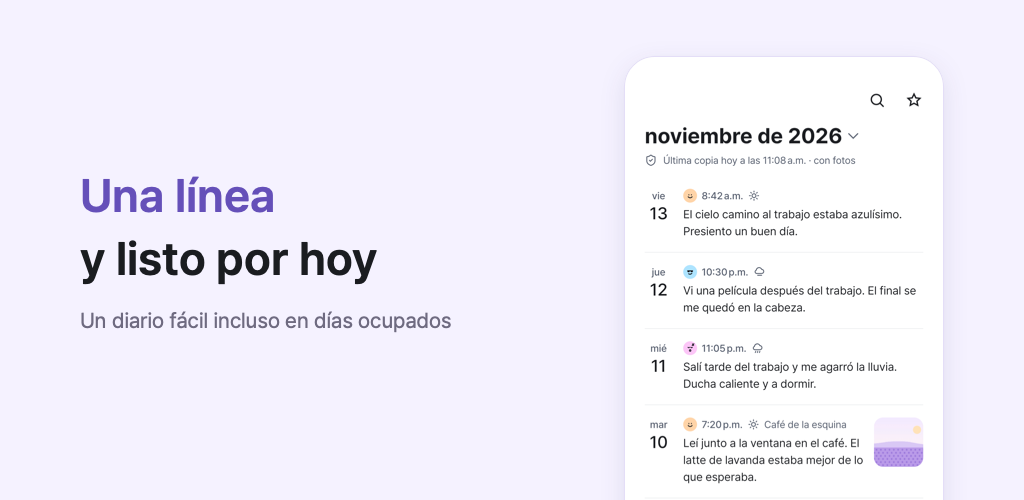 Una línea
y listo por hoy
Un diario fácil incluso en días ocupados
noviembre de 2026
Última copia hoy a las 11:08 a.m. · con fotos
vie
13
8:42 a.m.
El cielo camino al trabajo estaba azulísimo.
Presiento un buen día.
jue
12
10:30 p.m.
Vi una película después del trabajo. El final se
me quedó en la cabeza.
mié
11
11:05 p.m.
Salí tarde del trabajo y me agarró la lluvia.
Ducha caliente y a dormir.
mar
10
7:20 p.m. Café de la esquina
Leí junto a la ventana en el café. El
latte de lavanda estaba mejor de lo
que esperaba.